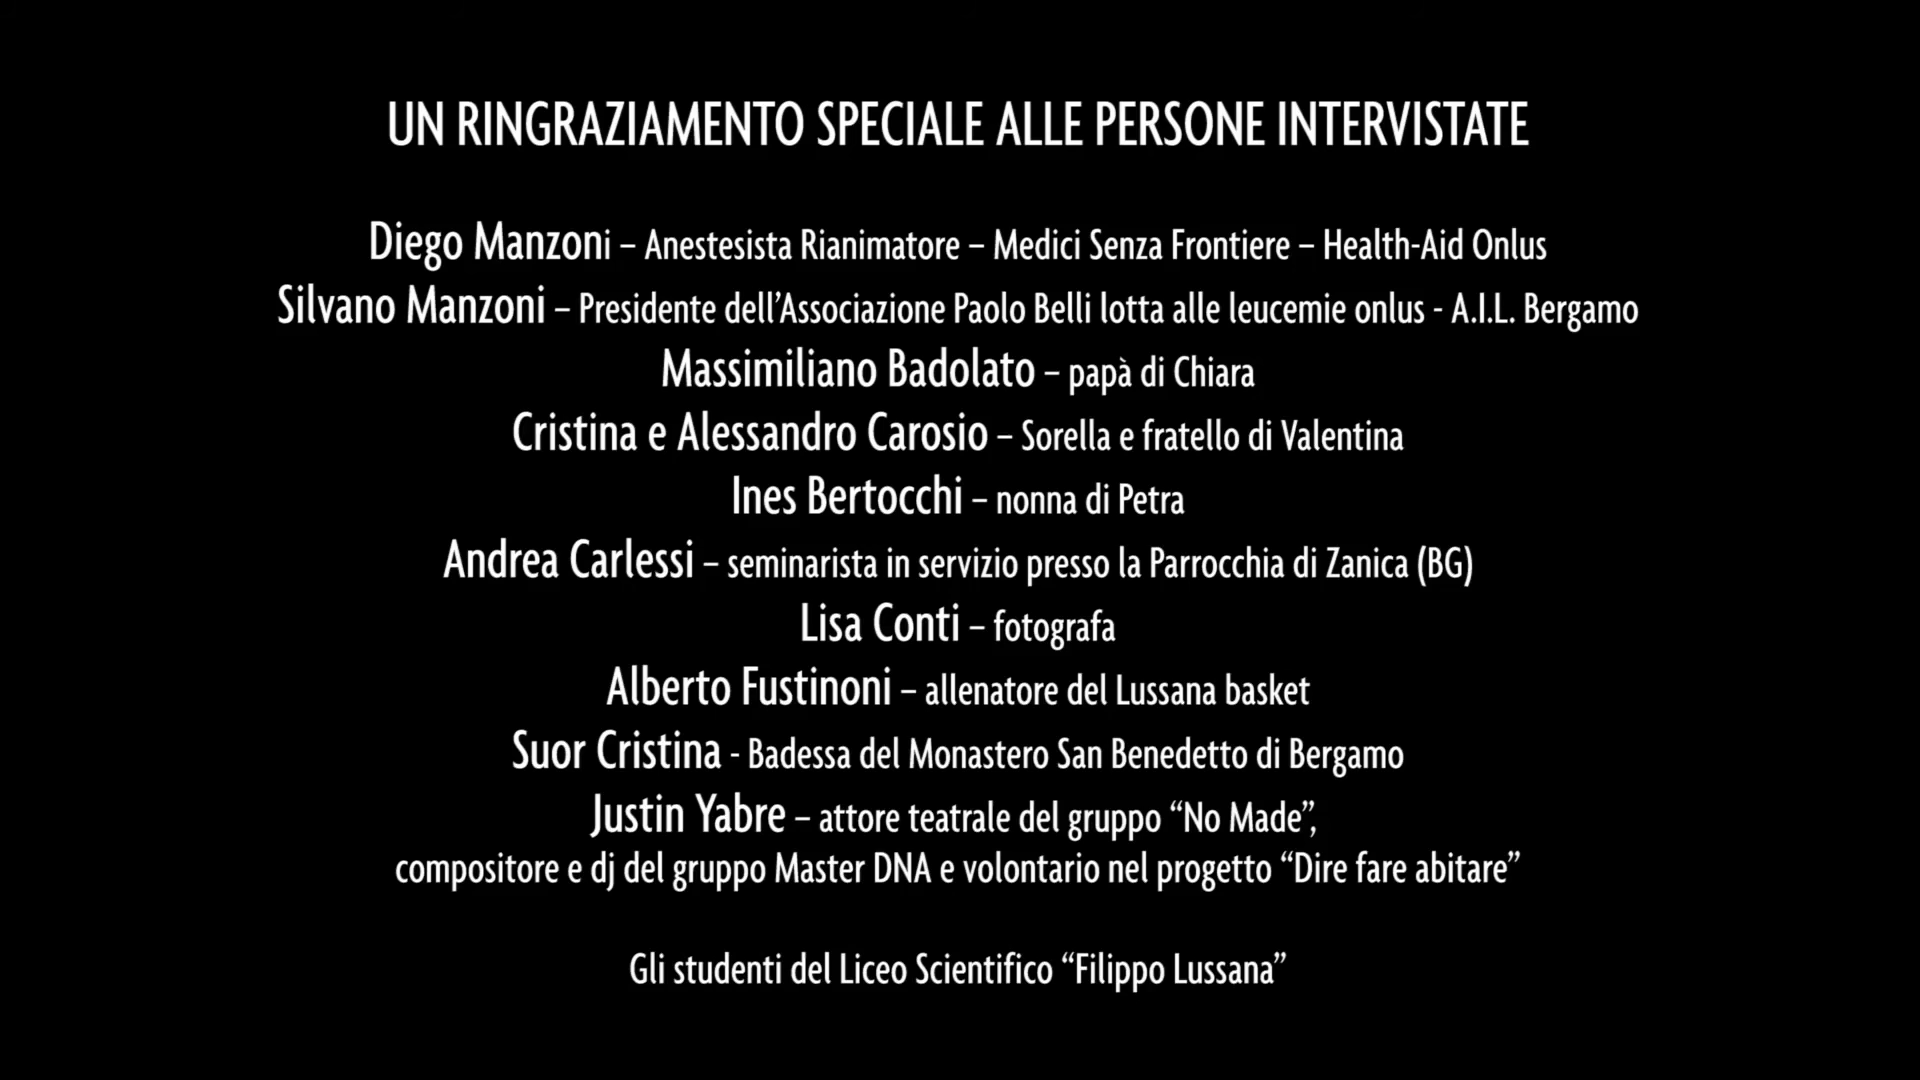 UN RINGRAZIAMENTO SPECIALE ALLE PERSONE INTERVISTATE
Diego Manzoni – Anestesista Rianimatore – Medici Senza Frontiere – Health-Aid Onlus
Silvano Manzoni – Presidente dell’Associazione Paolo Belli lotta alle leucemie onlus - A.I.L. Bergamo
Massimiliano Badolato – papà di Chiara
Cristina e Alessandro Carosio – Sorella e fratello di Valentina
Ines Bertocchi – nonna di Petra
Andrea Carlessi – seminarista in servizio presso la Parrocchia di Zanica (BG)
Lisa Conti – fotografa
Alberto Fustinoni – allenatore del Lussana basket
Suor Cristina - Badessa del Monastero San Benedetto di Bergamo
Justin Yabre – attore teatrale del gruppo “No Made”,
compositore e dj del gruppo Master DNA e volontario nel progetto “Dire fare abitare”
Gli studenti del Liceo Scientifico “Filippo Lussana”